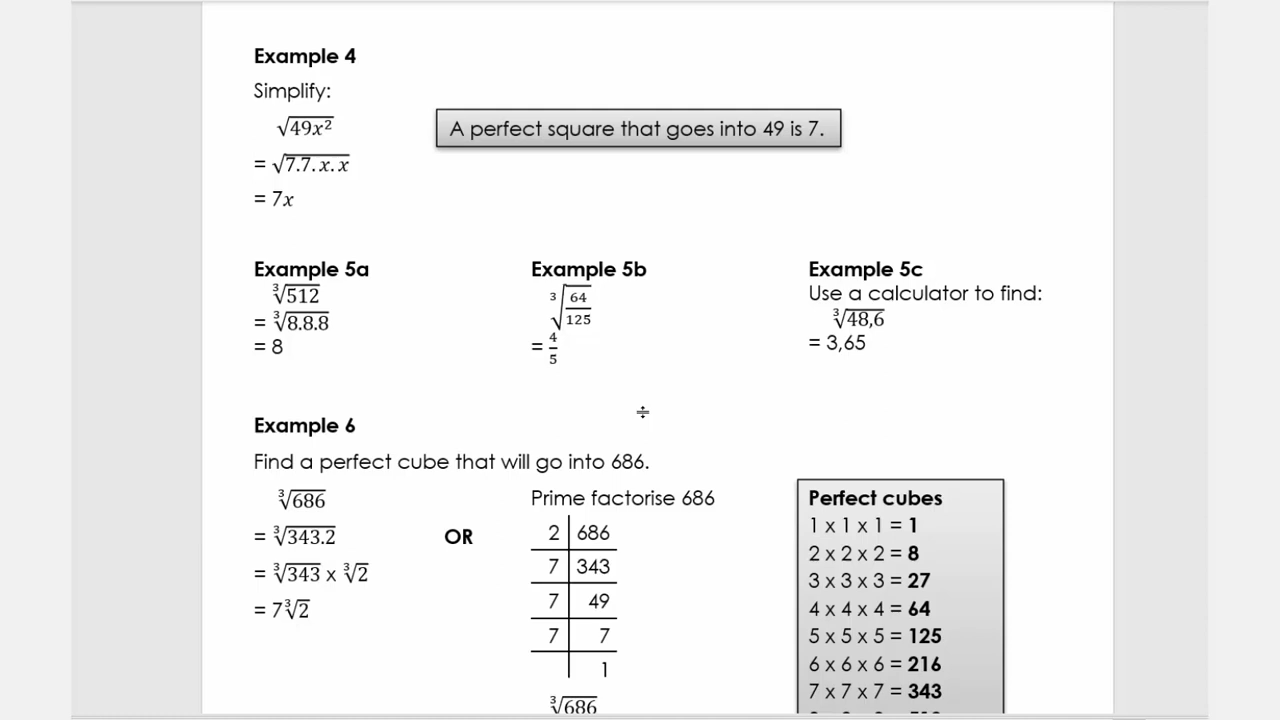 Example 4
Simplify:
√49x²
= √7.7.x.x
= 7x
A perfect square that goes into 49 is 7.
Example 5a
∛512
= ∛8.8.8
= 8
Example 5b
∛64/125
= 4/5
Example 5c
Use a calculator to find:
∛48,6
= 3,65
Example 6
Find a perfect cube that will go into 686.
∛686
= ∛343.2
= ∛343 x ∛2
= 7∛2
OR
Prime factorise 686
2 | 686
7 | 343
7 | 49
7 | 7
| 1
∛686
Perfect cubes
1 x 1 x 1 = 1
2 x 2 x 2 = 8
3 x 3 x 3 = 27
4 x 4 x 4 = 64
5 x 5 x 5 = 125
6 x 6 x 6 = 216
7 x 7 x 7 = 343